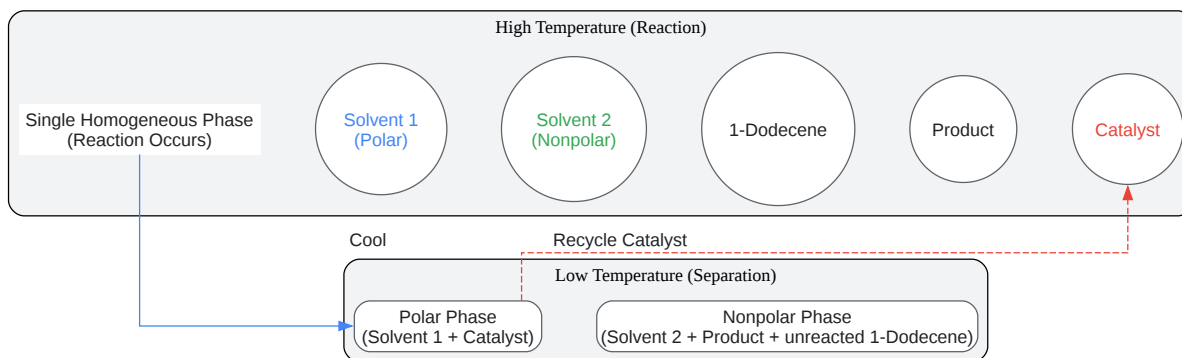 High Temperature (Reaction)
Single Homogeneous Phase
(Reaction Occurs)
Solvent 1
(Polar)
Solvent 2
(Nonpolar)
1-Dodecene
Product
Catalyst
Cool
Recycle Catalyst
Low Temperature (Separation)
Polar Phase
(Solvent 1 + Catalyst)
Nonpolar Phase
(Solvent 2 + Product + unreacted 1-Dodecene)